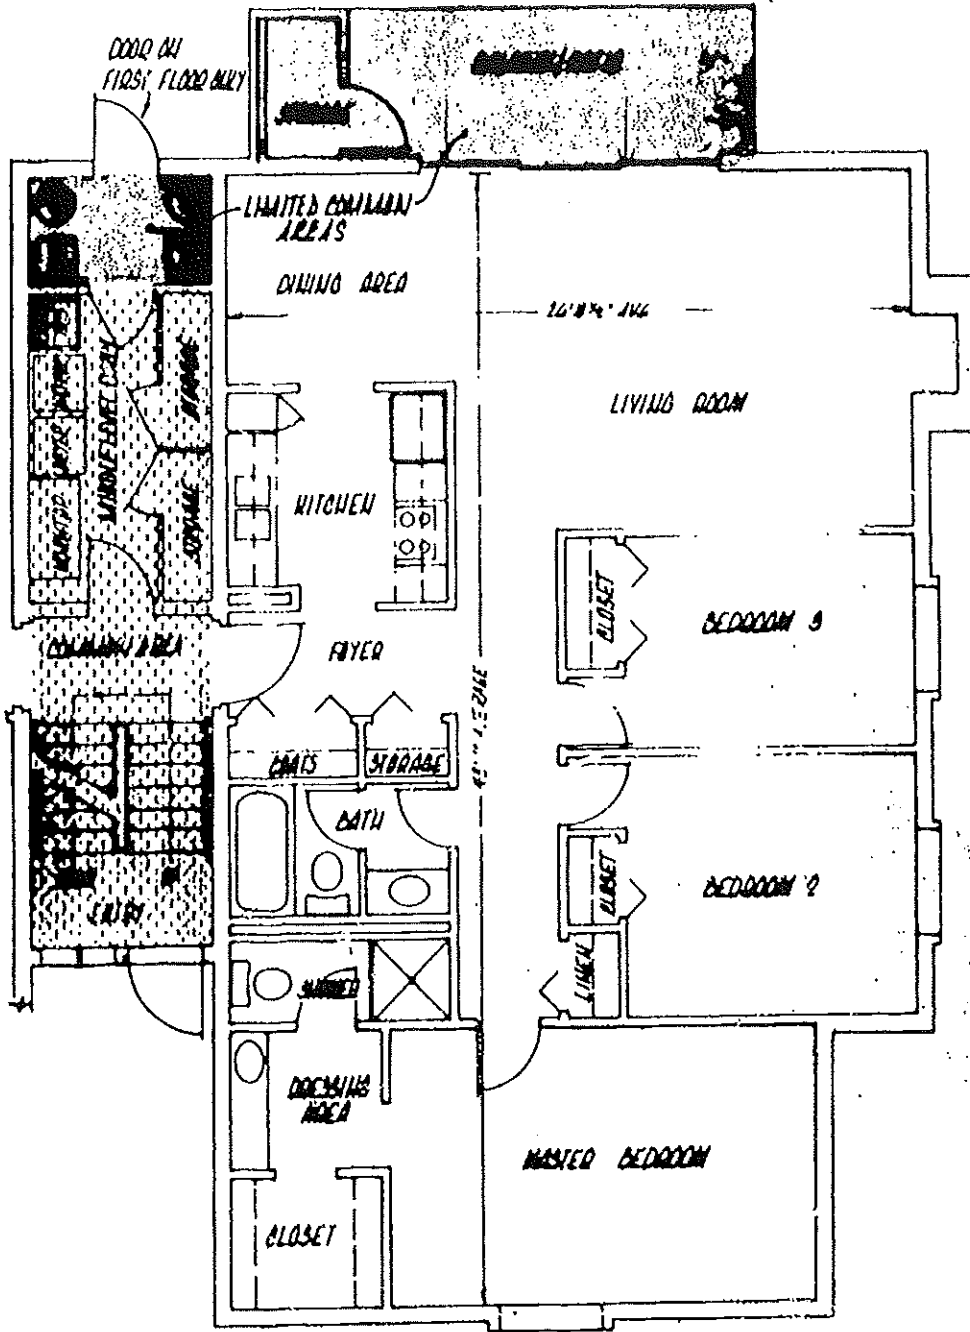 DOOR ON
FIRST FLOOR ONLY
LIMITED COMMON
AREAS
DINING AREA
LIVING ROOM
STORAGE
STORAGE
KITCHEN
CLOSET
BEDROOM 3
COMMON AREA
FOYER
COATS
STORAGE
BATH
CLOSET
BEDROOM 2
ENTRY
LINEN
SHOWER
DRESSING
AREA
MASTER BEDROOM
CLOSET